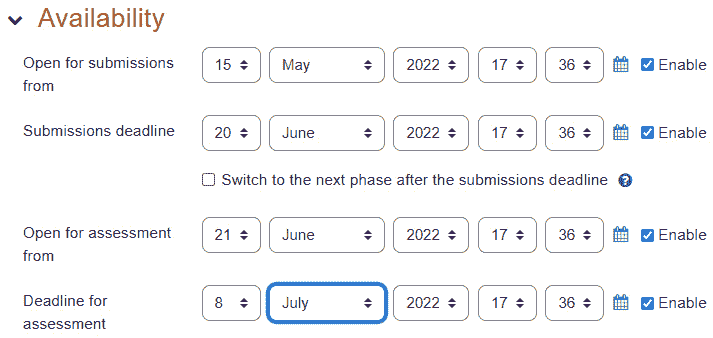 Availability
Open for submissions from 15 May 2022 17 36 Enable
Submissions deadline 20 June 2022 17 36 Enable
Switch to the next phase after the submissions deadline ?
Open for assessment from 21 June 2022 17 36 Enable
Deadline for assessment 8 July 2022 17 36 Enable